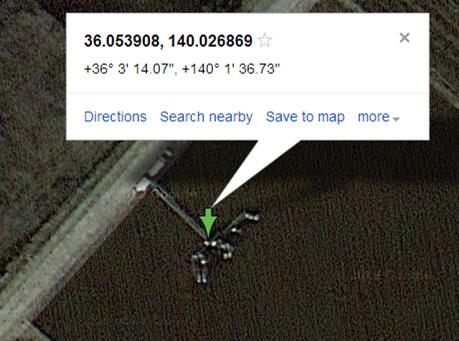 36.053908, 140.026869
+36° 3' 14.07", +140° 1' 36.73"
Directions Search nearby Save to map more